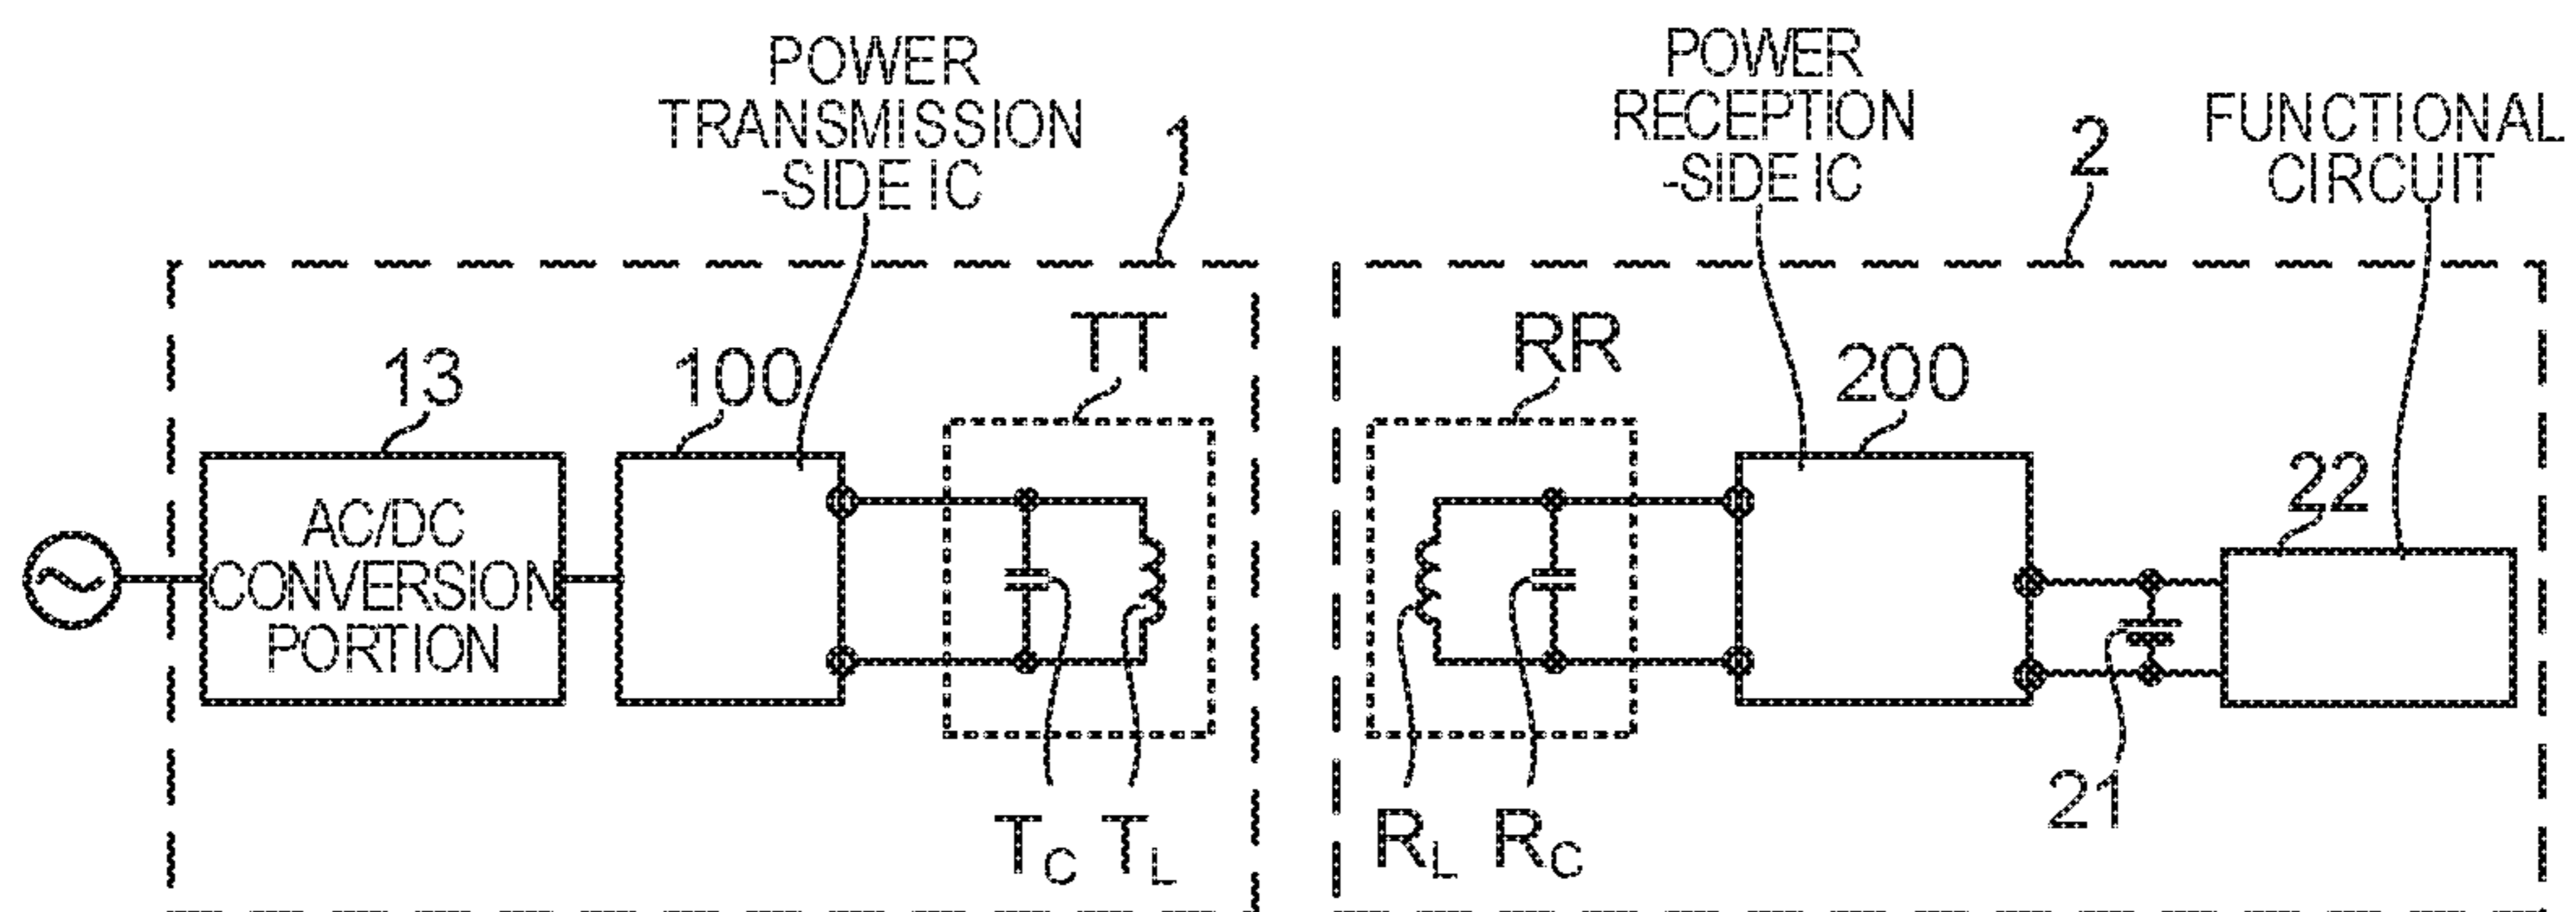 POWER
TRANSMISSION
-SIDE IC
1
POWER
RECEPTION
-SIDE IC
2
FUNCTIONAL
CIRCUIT
13
100
TT
RR
200
22
AC/DC
CONVERSION
PORTION
21
TC
TL
RL
RC